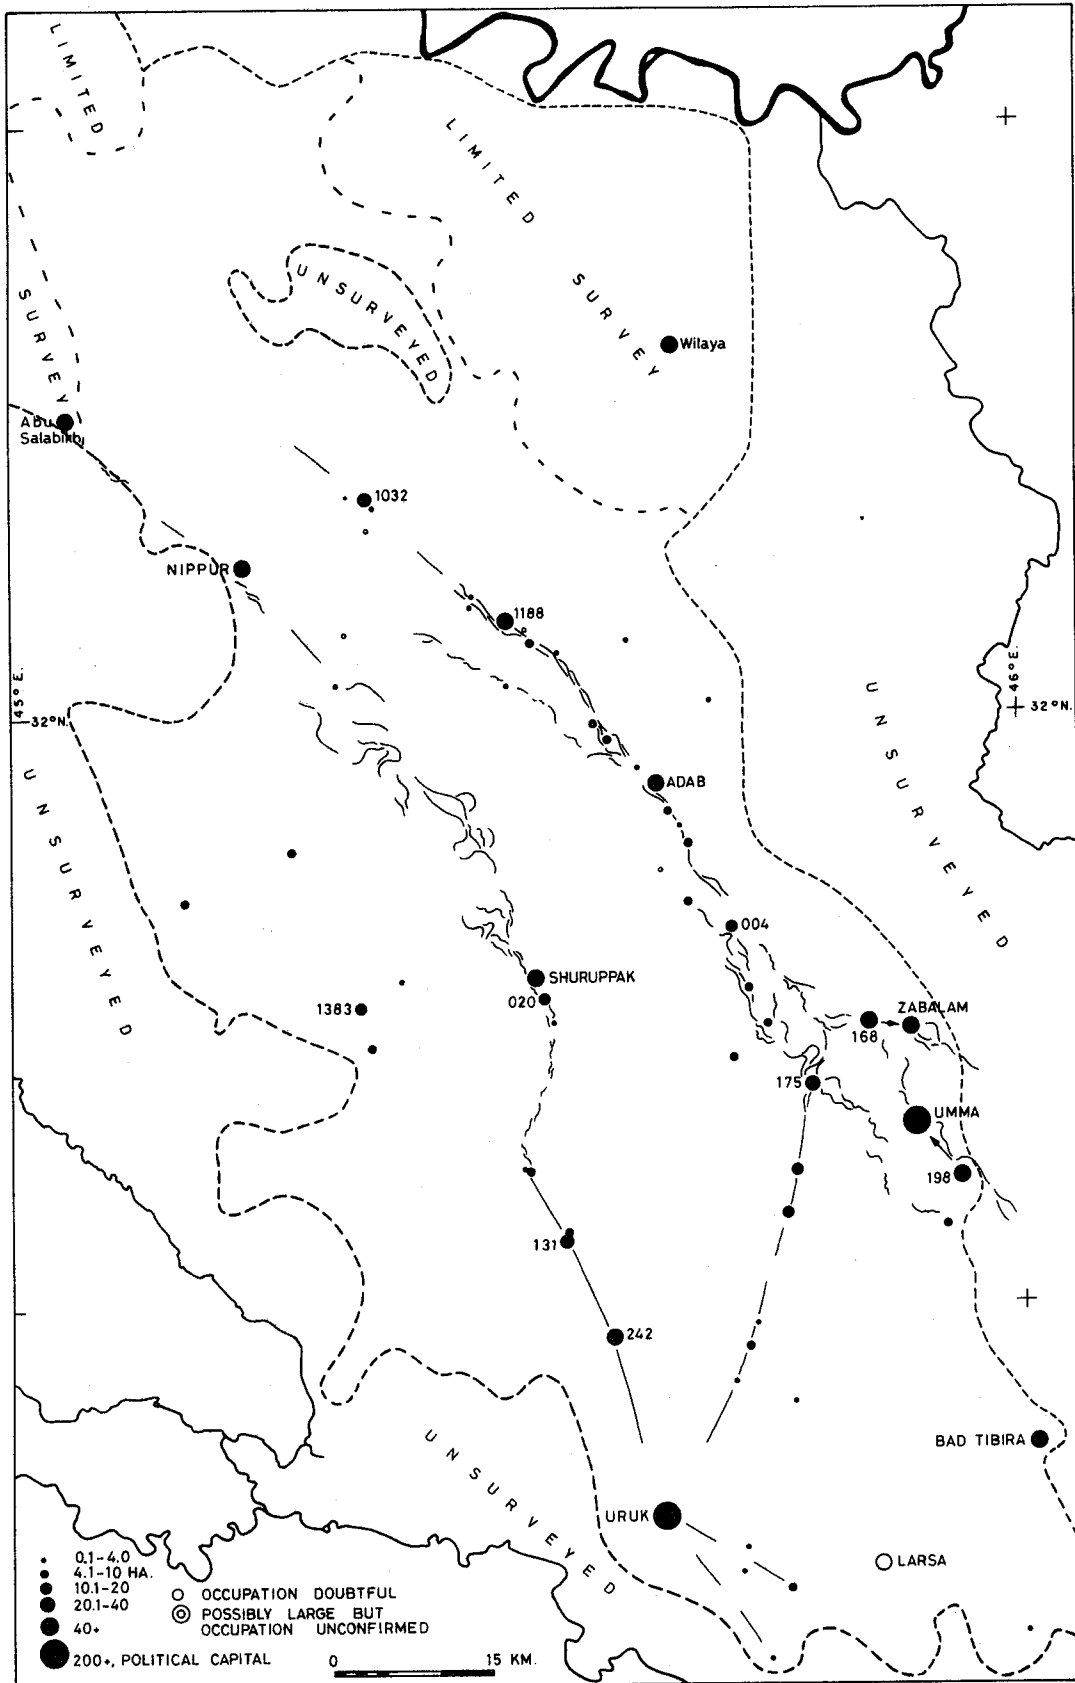 LIMITED
LIMITED
SURVEY
UNSURVEYED
SURVEY
Wilaya
Abu
Salabikh
1032
NIPPUR
1188
45° E.
32° N.
46° E.
32° N.
UNSURVEYED
UNSURVEYED
ADAB
004
SHURUPPAK
020
1383
ZABALAM
168
175
UMMA
198
131
242
BAD TIBIRA
UNSURVEYED
URUK
LARSA
0.1-4.0
4.1-10 HA.
10.1-20
20.1-40
40+
200+, POLITICAL CAPITAL
OCCUPATION DOUBTFUL
POSSIBLY LARGE BUT
OCCUPATION UNCONFIRMED
0 15 KM.